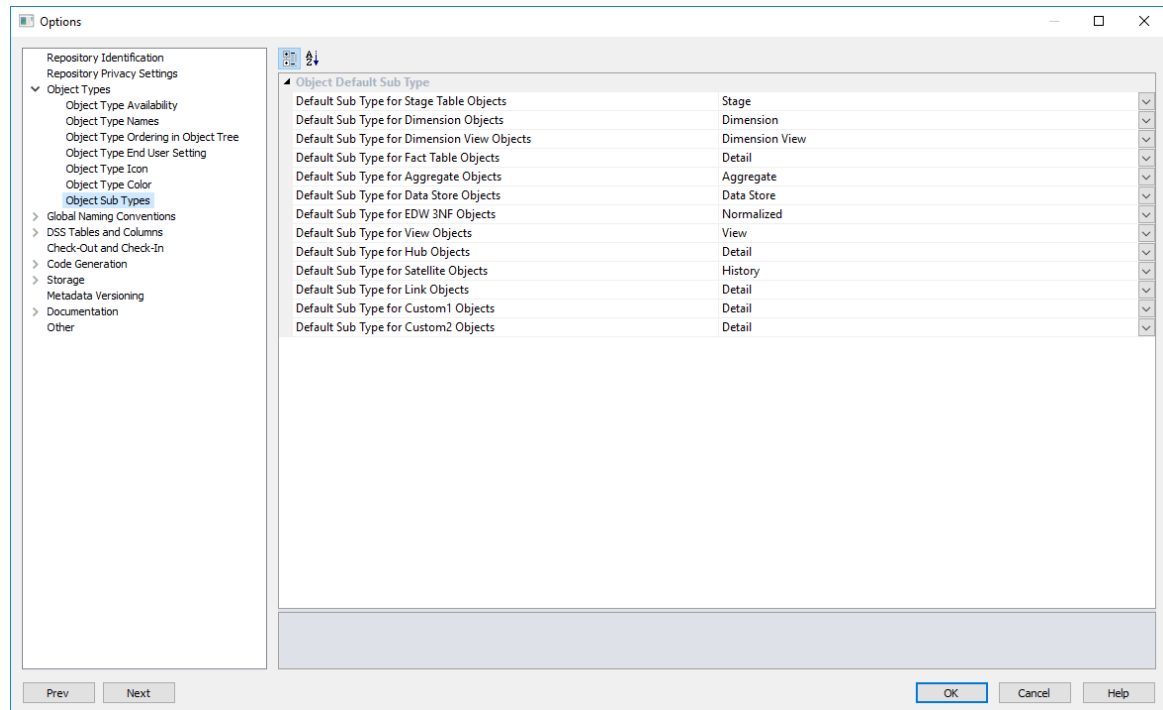 Options
Repository Identification
Repository Privacy Settings
Object Types
Object Type Availability
Object Type Names
Object Type Ordering in Object Tree
Object Type End User Setting
Object Type Icon
Object Type Color
Object Sub Types
Global Naming Conventions
DSS Tables and Columns
Check-Out and Check-In
Code Generation
Storage
Metadata Versioning
Documentation
Other
Object Default Sub Type
Default Sub Type for Stage Table Objects Stage
Default Sub Type for Dimension Objects Dimension
Default Sub Type for Dimension View Objects Dimension View
Default Sub Type for Fact Table Objects Detail
Default Sub Type for Aggregate Objects Aggregate
Default Sub Type for Data Store Objects Data Store
Default Sub Type for EDW 3NF Objects Normalized
Default Sub Type for View Objects View
Default Sub Type for Hub Objects Detail
Default Sub Type for Satellite Objects History
Default Sub Type for Link Objects Detail
Default Sub Type for Custom1 Objects Detail
Default Sub Type for Custom2 Objects Detail
Prev Next OK Cancel Help